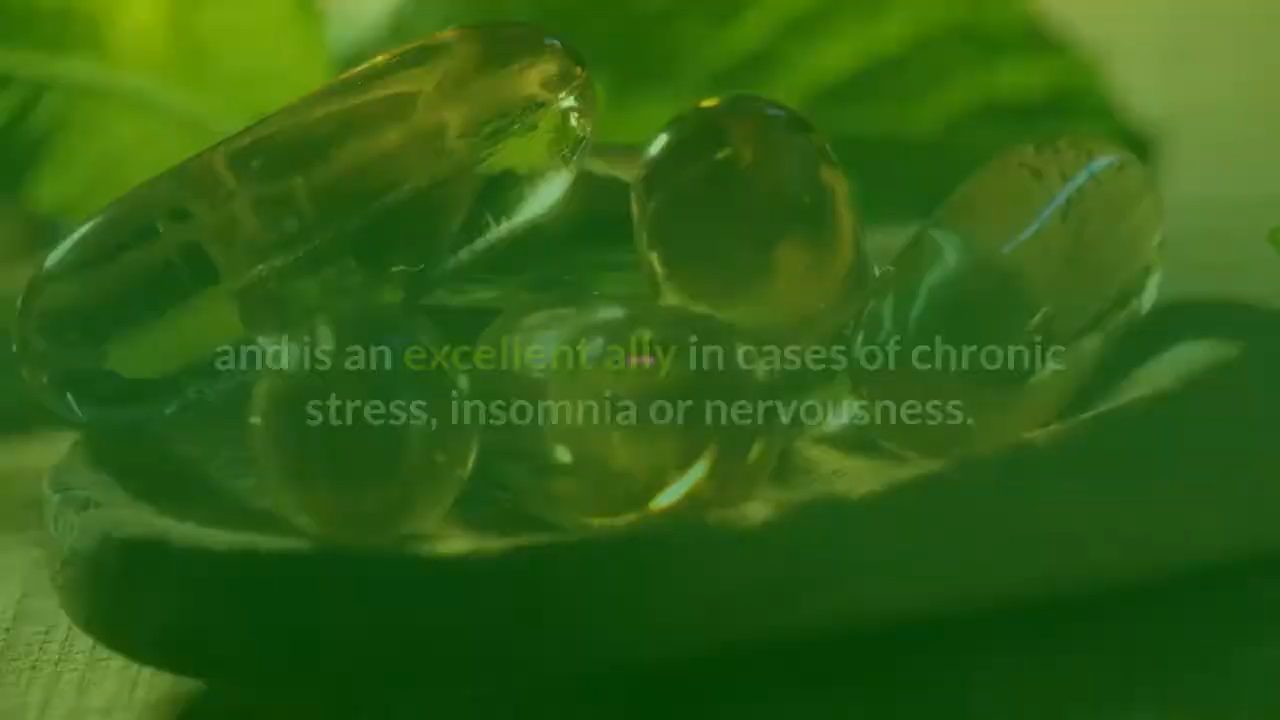 and is an excellent ally in cases of chronic
stress, insomnia or nervousness.